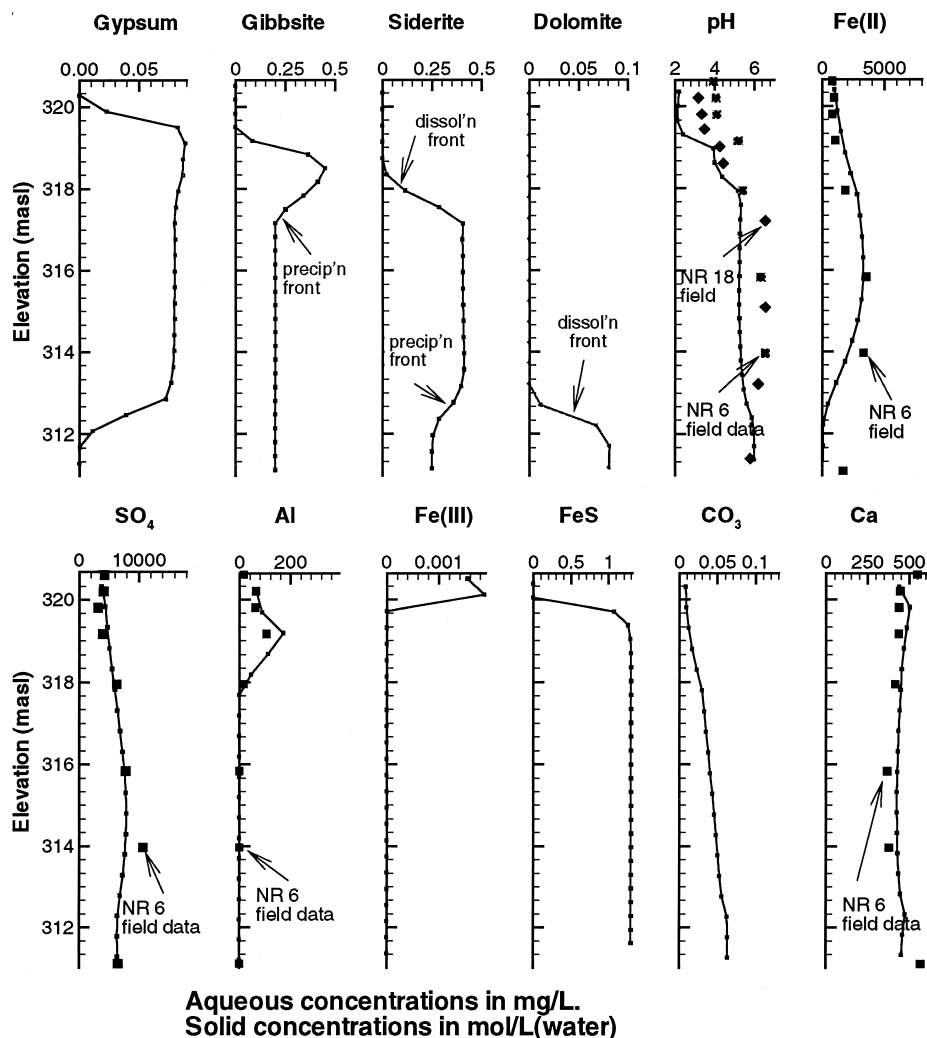 Gypsum Gibbsite Siderite Dolomite pH Fe(II)
0.00 0.05 0 0.25 0.5 0 0.25 0.5 0 0.05 0.1 2 4 6 0 5000
320
318
316
314
312
Elevation (masl)
dissol'n
front
precip'n
front
precip'n
front
dissol'n
front
NR 18
field
NR 6
field data
NR 6
field
SO4 Al Fe(III) FeS CO3 Ca
0 10000 0 200 0 0.001 0 0.5 1 0 0.05 0.1 0 250 500
320
318
316
314
312
Elevation (masl)
NR 6
field data
NR 6
field data
NR 6
field data
Aqueous concentrations in mg/L.
Solid concentrations in mol/L(water)